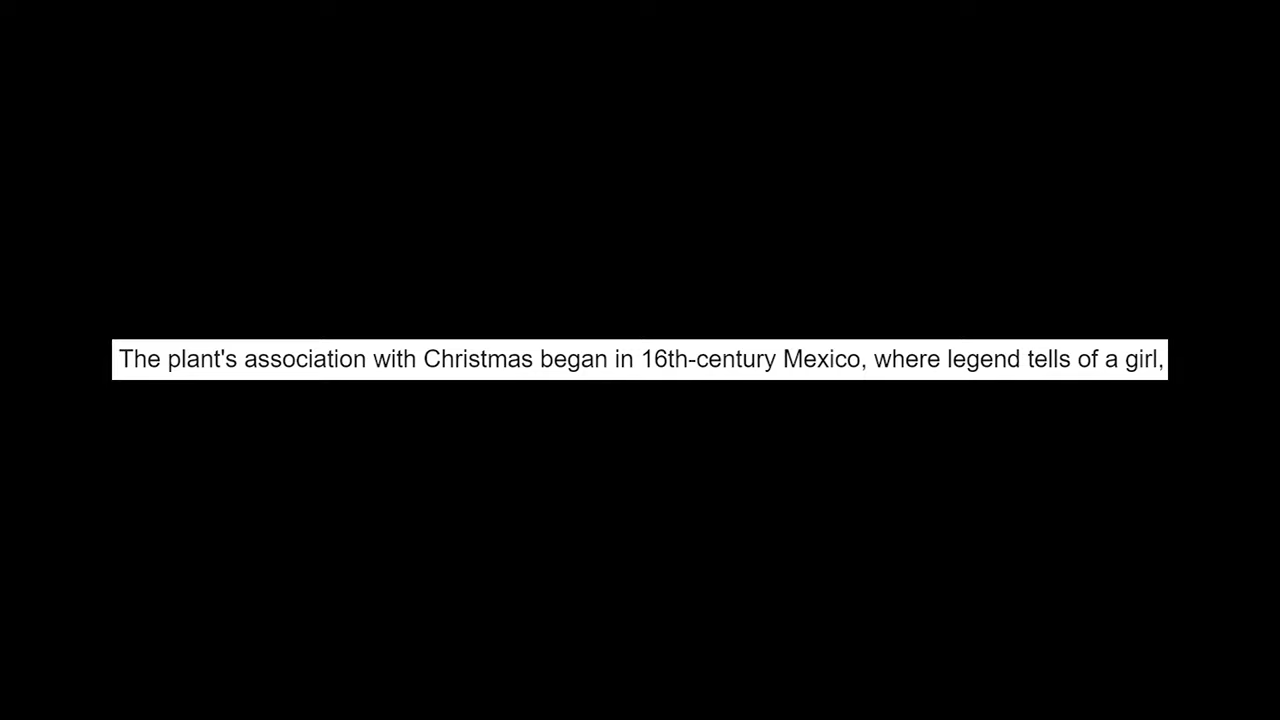 The plant's association with Christmas began in 16th-century Mexico, where legend tells of a girl,